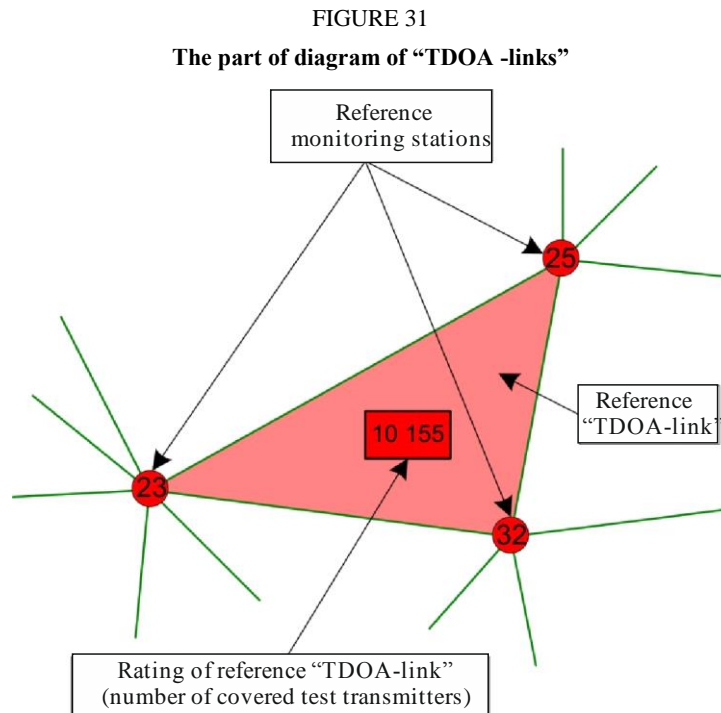 FIGURE 31
The part of diagram of “TDOA -links”
Reference
monitoring stations
25
Reference
“TDOA-link”
10 155
23
32
Rating of reference “TDOA-link”
(number of covered test transmitters)